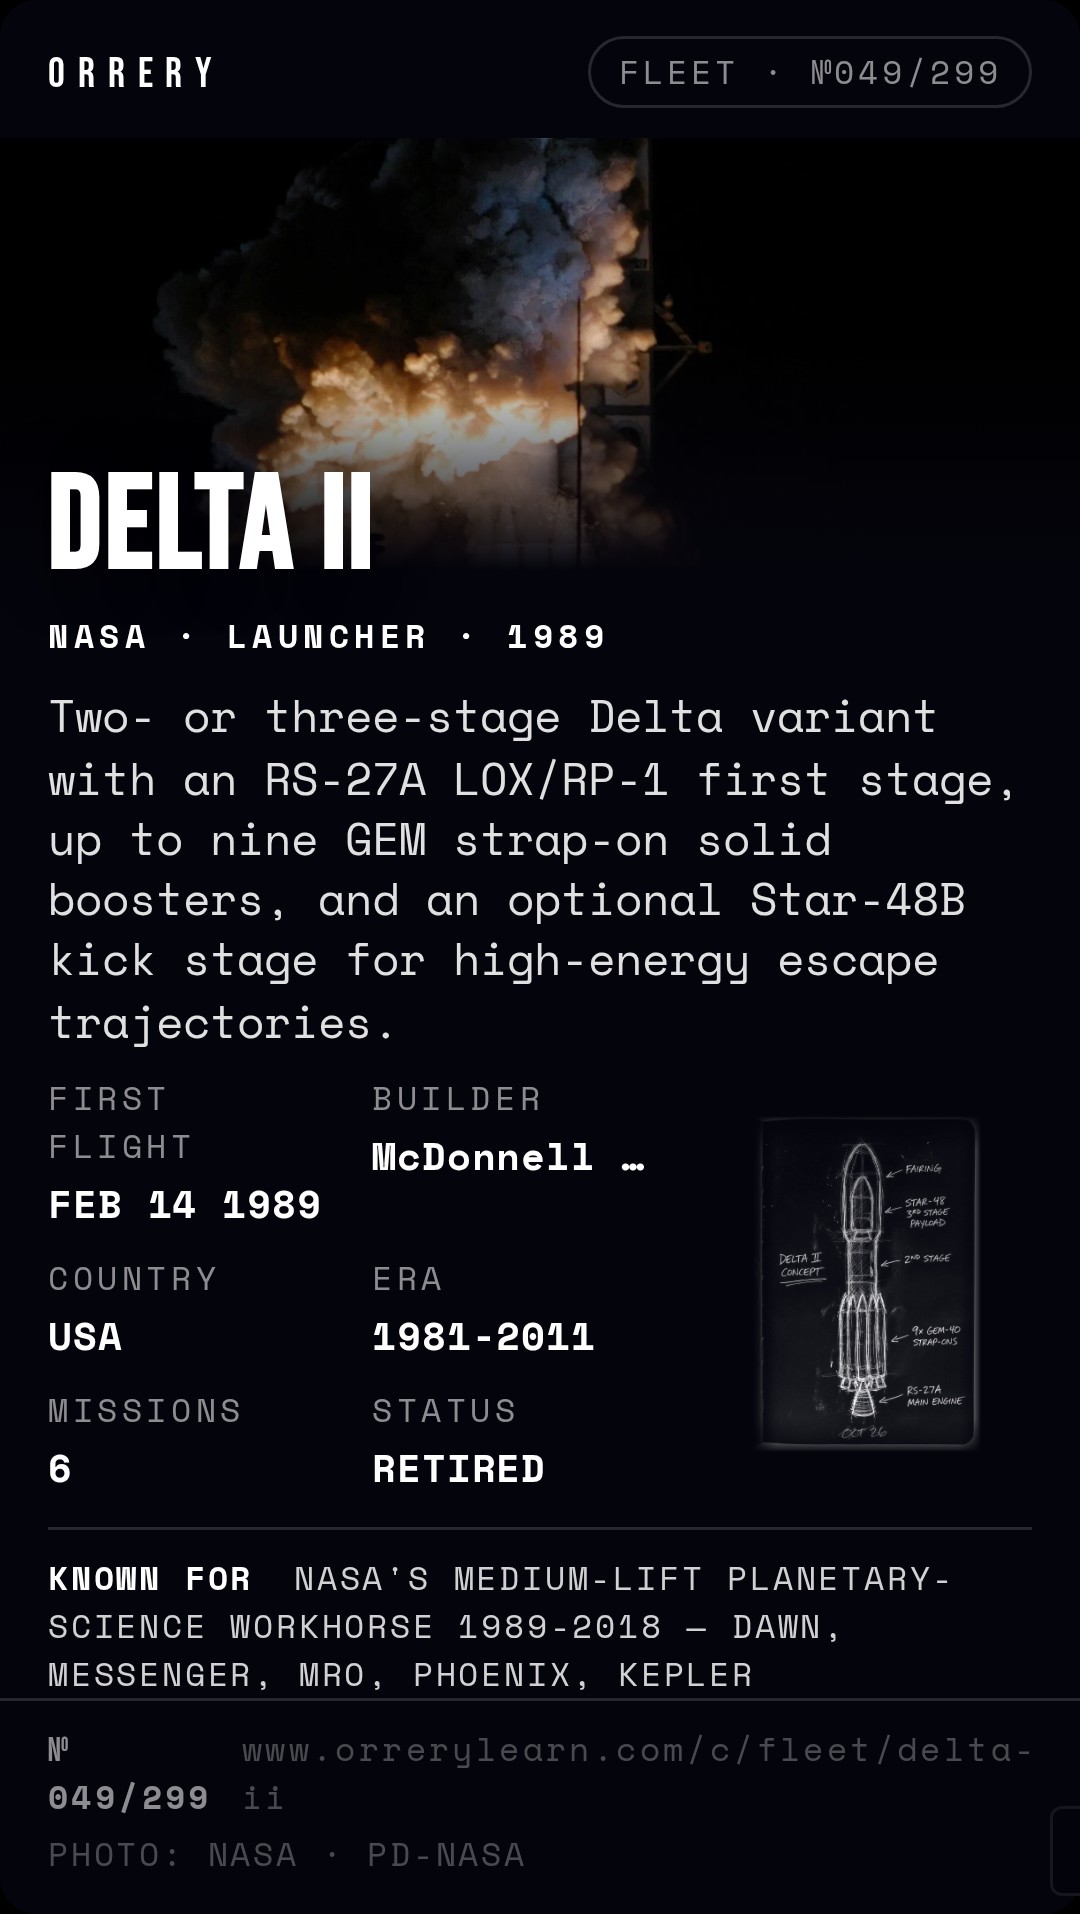 ORRERY
FLEET · №049/299
DELTA II
NASA · LAUNCHER · 1989
Two- or three-stage Delta variant
with an RS-27A LOX/RP-1 first stage,
up to nine GEM strap-on solid
boosters, and an optional Star-48B
kick stage for high-energy escape
trajectories.
FIRST
FLIGHT
FEB 14 1989
BUILDER
McDonnell …
COUNTRY
USA
ERA
1981-2011
MISSIONS
6
STATUS
RETIRED
FAIRING
STAR-48
3RD STAGE
PAYLOAD
DELTA II
CONCEPT
2ND STAGE
9x GEM-40
STRAP-ONS
RS-27A
MAIN ENGINE
OCT 26
KNOWN FOR NASA'S MEDIUM-LIFT PLANETARY-
SCIENCE WORKHORSE 1989-2018 — DAWN,
MESSENGER, MRO, PHOENIX, KEPLER
№
049/299
www.orrerylearn.com/c/fleet/delta-
ii
PHOTO: NASA · PD-NASA